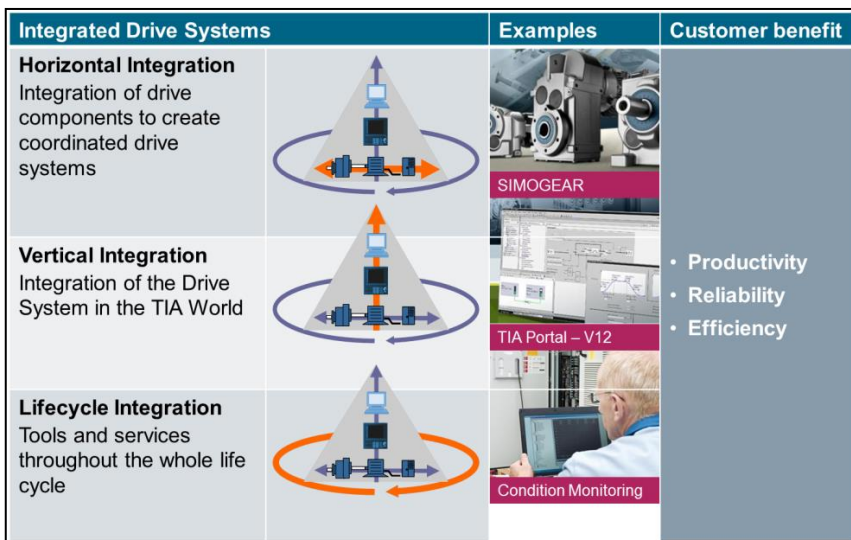 Integrated Drive Systems
Examples
Customer benefit
Horizontal Integration
Integration of drive
components to create
coordinated drive
systems
SIMOGEAR
Vertical Integration
Integration of the Drive
System in the TIA World
TIA Portal – V12
Lifecycle Integration
Tools and services
throughout the whole life
cycle
Condition Monitoring
• Productivity
• Reliability
• Efficiency